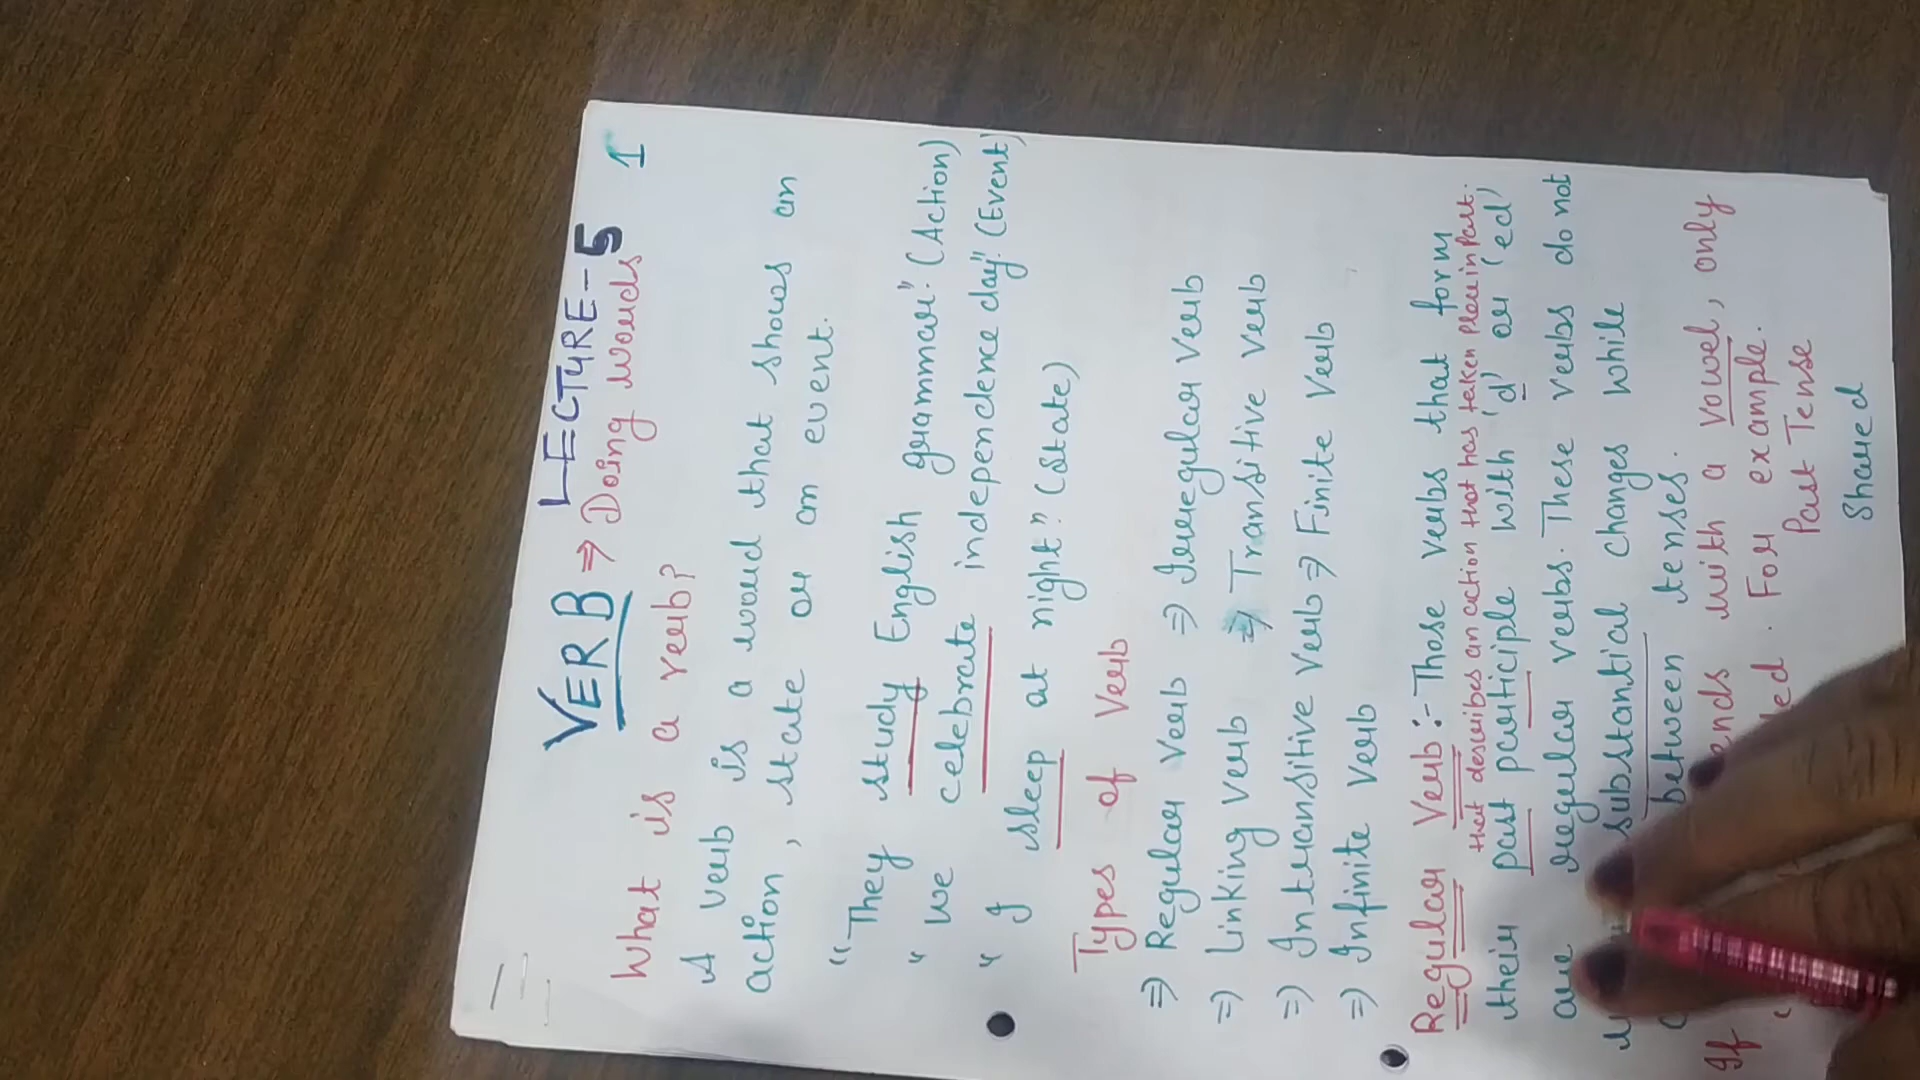 LECTURE-5
VERB ⇒ Doing words 1
What is a verb?
A verb is a word that shows an
action, state or an event.
"They study English grammar". (Action)
"We celebrate independence day". (Event)
"I sleep at night". (State)
Types of Verb
⇒ Regular Verb ⇒ Irregular Verb
⇒ Linking Verb ⇒ Transitive Verb
⇒ Intransitive Verb ⇒ Finite Verb
⇒ Infinite Verb
Regular Verb :- Those verbs that form
that describes an action that has taken place in Past.
their past participle with 'd' or 'ed'
are regular verbs. These verbs do not
substantial changes while
between tenses.
If ends with a vowel, only
ed. For example.
Past Tense
Shared